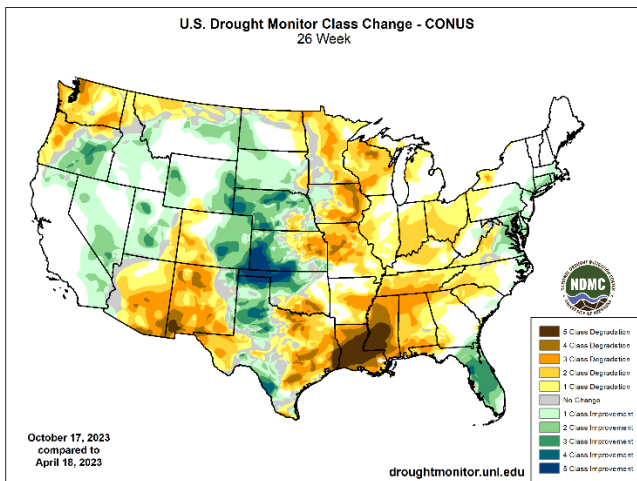 U.S. Drought Monitor Class Change - CONUS
26 Week
NDMC
5 Class Degradation
4 Class Degradation
3 Class Degradation
2 Class Degradation
1 Class Degradation
No Change
1 Class Improvement
2 Class Improvement
3 Class Improvement
4 Class Improvement
5 Class Improvement
October 17, 2023
compared to
April 18, 2023
droughtmonitor.unl.edu